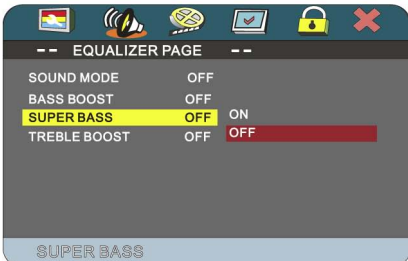 -- EQUALIZER PAGE --
SOUND MODE OFF
BASS BOOST OFF
SUPER BASS OFF ON
TREBLE BOOST OFF OFF
SUPER BASS